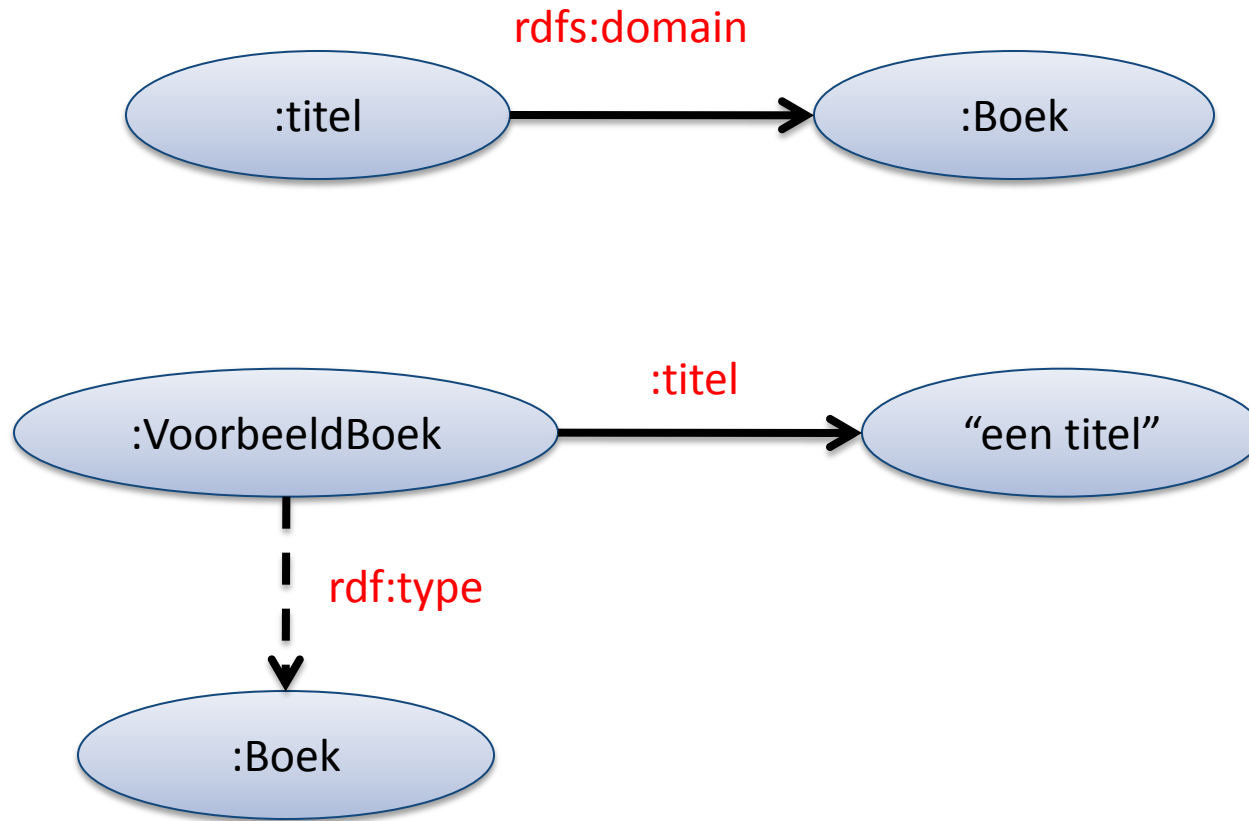 rdfs:domain
:titel
:Boek
:titel
:VoorbeeldBoek
“een titel”
rdf:type
:Boek